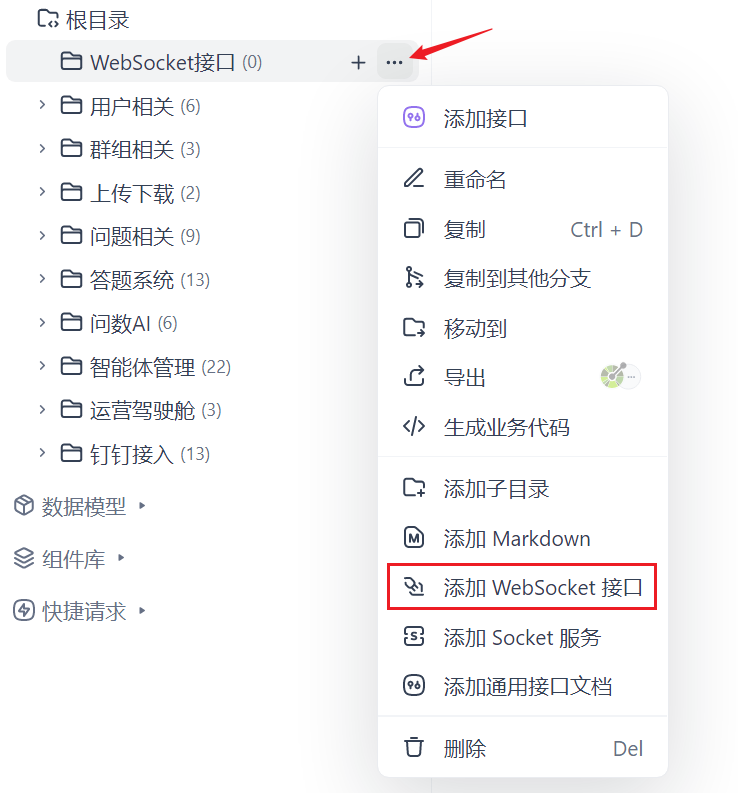 根目录
WebSocket接口 (0)
用户相关 (6)
群组相关 (3)
上传下载 (2)
问题相关 (9)
答题系统 (13)
问数AI (6)
智能体管理 (22)
运营驾驶舱 (3)
钉钉接入 (13)
数据模型
组件库
快捷请求
添加接口
重命名
复制 Ctrl + D
复制到其他分支
移动到
导出
生成业务代码
添加子目录
添加 Markdown
添加 WebSocket 接口
添加 Socket 服务
添加通用接口文档
删除 Del